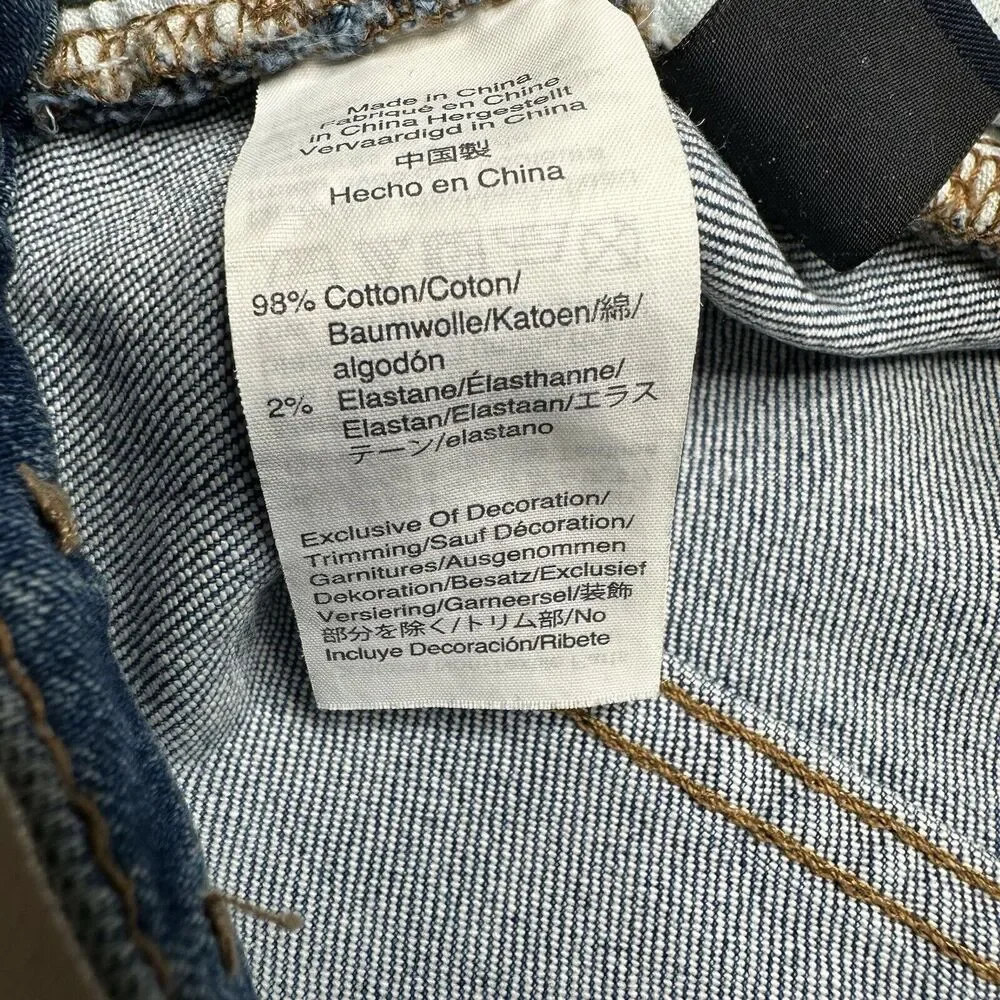 Made in China
Fabriqué en Chine
in China Hergestellt
Vervaardigd in China
中国製
Hecho en China
98% Cotton/Coton/
Baumwolle/Katoen/綿/
algodón
2% Elastane/Élasthanne/
Elastan/Elastaan/エラス
テーン/elastano
Exclusive Of Decoration/
Trimming/Sauf Décoration/
Garnitures/Ausgenommen
Dekoration/Besatz/Exclusief
Versiering/Garneersel/装飾
部分を除く/トリム部/No
Incluye Decoración/Ribete